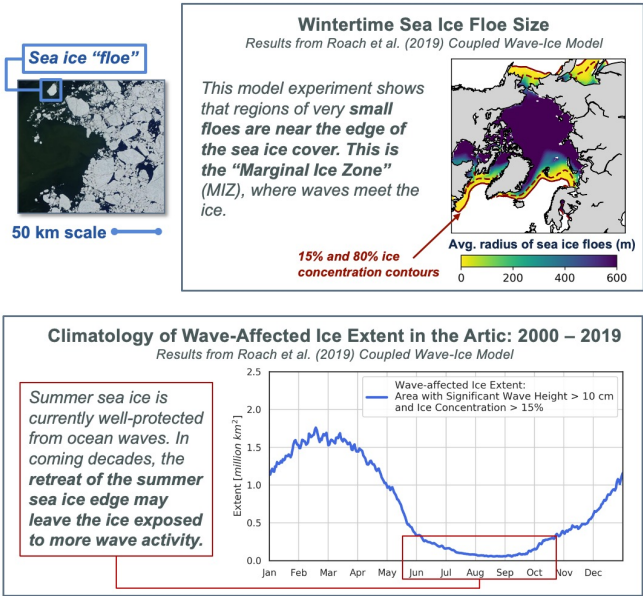 Wintertime Sea Ice Floe Size
Results from Roach et al. (2019) Coupled Wave-Ice Model
Sea ice “floe”
This model experiment shows
that regions of very small
floes are near the edge of
the sea ice cover. This is
the “Marginal Ice Zone”
(MIZ), where waves meet the
ice.
50 km scale
15% and 80% ice
concentration contours
Avg. radius of sea ice floes (m)
0 200 400 600
Climatology of Wave-Affected Ice Extent in the Artic: 2000 – 2019
Results from Roach et al. (2019) Coupled Wave-Ice Model
Summer sea ice is
currently well-protected
from ocean waves. In
coming decades, the
retreat of the summer
sea ice edge may
leave the ice exposed
to more wave activity.
Extent [million km²]
2.5
2.0
1.5
1.0
0.5
0.0
Wave-affected Ice Extent:
Area with Significant Wave Height > 10 cm
and Ice Concentration > 15%
Jan Feb Mar Apr May Jun Jul Aug Sep Oct Nov Dec